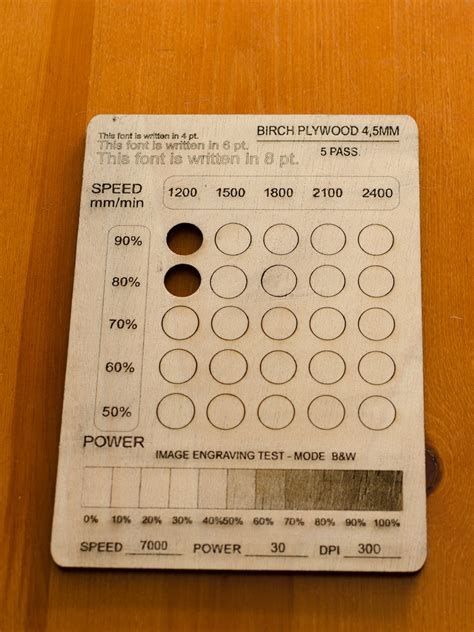 This font is written in 4 pt.
This font is written in 6 pt.
This font is written in 8 pt.
BIRCH PLYWOOD 4,5MM
5 PASS.
SPEED
mm/min
1200 1500 1800 2100 2400
90%
80%
70%
60%
50%
POWER
IMAGE ENGRAVING TEST - MODE B&W
0% 10% 20% 30% 40% 50% 60% 70% 80% 90% 100%
SPEED 7000 POWER 30 DPI 300